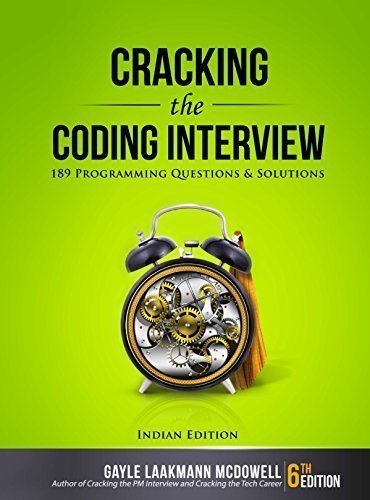 CRACKING
the
CODING INTERVIEW
189 PROGRAMMING QUESTIONS & SOLUTIONS
INDIAN EDITION
GAYLE LAAKMANN MCDOWELL
Author of Cracking the PM Interview and Cracking the Tech Career
6TH
EDITION